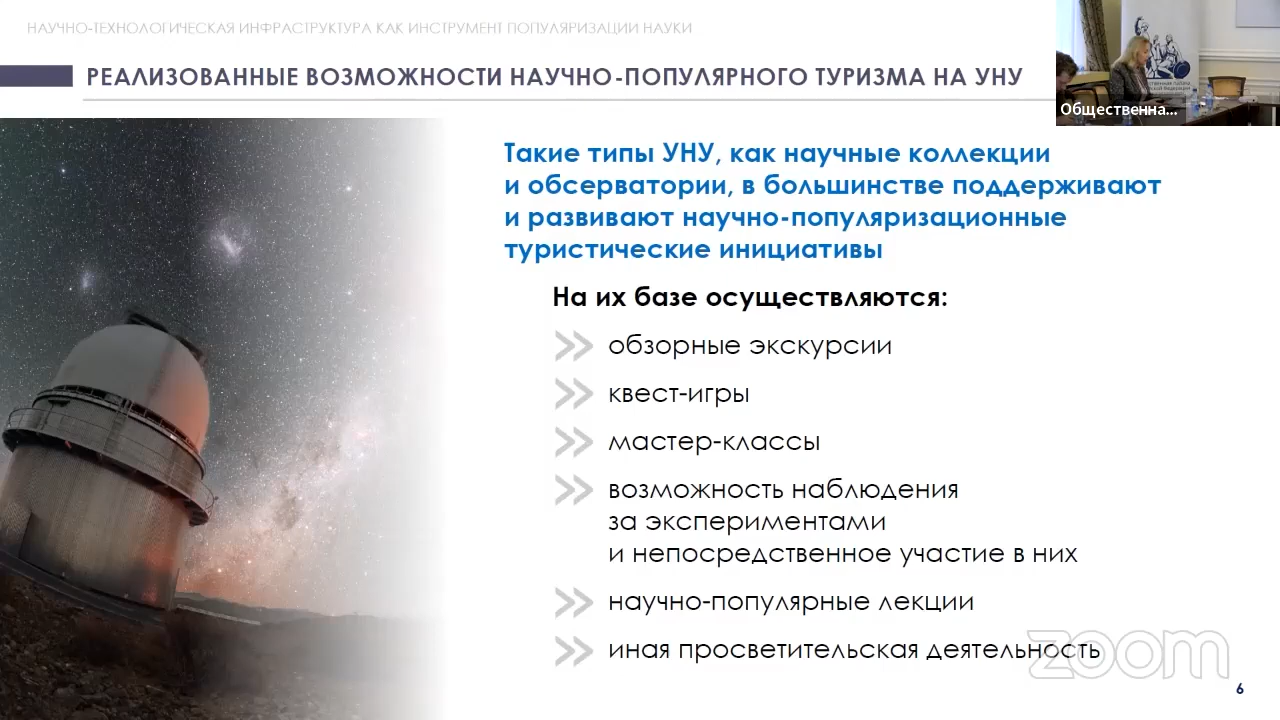 НАУЧНО-ТЕХНОЛОГИЧЕСКАЯ ИНФРАСТРУКТУРА КАК ИНСТРУМЕНТ ПОПУЛЯРИЗАЦИИ НАУКИ
РЕАЛИЗОВАННЫЕ ВОЗМОЖНОСТИ НАУЧНО-ПОПУЛЯРНОГО ТУРИЗМА НА УНУ
Общественна...
Такие типы УНУ, как научные коллекции
и обсерватории, в большинстве поддерживают
и развивают научно-популяризационные
туристические инициативы
На их базе осуществляются:
обзорные экскурсии
квест-игры
мастер-классы
возможность наблюдения
за экспериментами
и непосредственное участие в них
научно-популярные лекции
иная просветительская деятельность
zoom
6